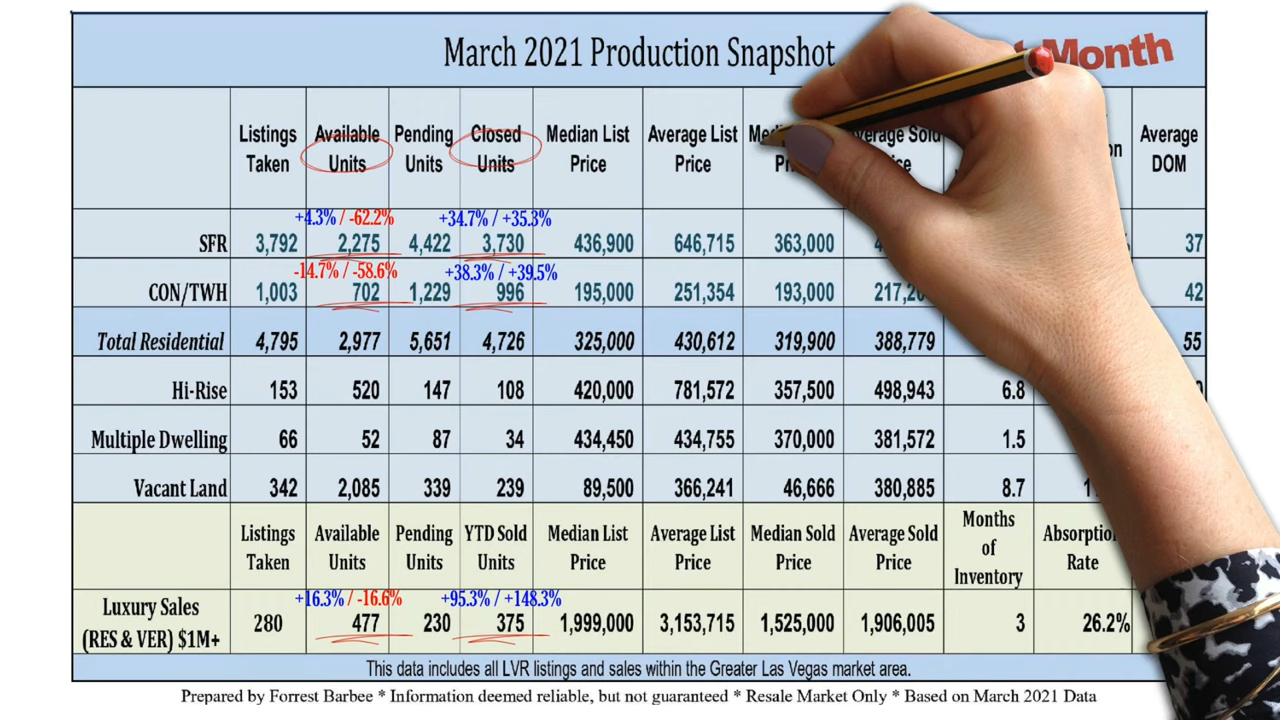 March 2021 Production Snapshot
Month
Listings Taken Available Units Pending Units Closed Units Median List Price Average List Price Average DOM
+4.3% / -62.2% +34.7% / +35.3%
SFR 3,792 2,275 4,422 3,730 436,900 646,715 363,000 37
-14.7% / -58.6% +38.3% / +39.5%
CON/TWH 1,003 702 1,229 996 195,000 251,354 193,000 42
Total Residential 4,795 2,977 5,651 4,726 325,000 430,612 319,900 388,779 55
Hi-Rise 153 520 147 108 420,000 781,572 357,500 498,943 6.8
Multiple Dwelling 66 52 87 34 434,450 434,755 370,000 381,572 1.5
Vacant Land 342 2,085 339 239 89,500 366,241 46,666 380,885 8.7
Listings Taken Available Units Pending Units YTD Sold Units Median List Price Average List Price Median Sold Price Average Sold Price Months of Inventory Absorption Rate
+16.3% / -16.6% +95.3% / +148.3%
Luxury Sales (RES & VER) $1M+ 280 477 230 375 1,999,000 3,153,715 1,525,000 1,906,005 3 26.2%
This data includes all LVR listings and sales within the Greater Las Vegas market area.
Prepared by Forrest Barbee * Information deemed reliable, but not guaranteed * Resale Market Only * Based on March 2021 Data